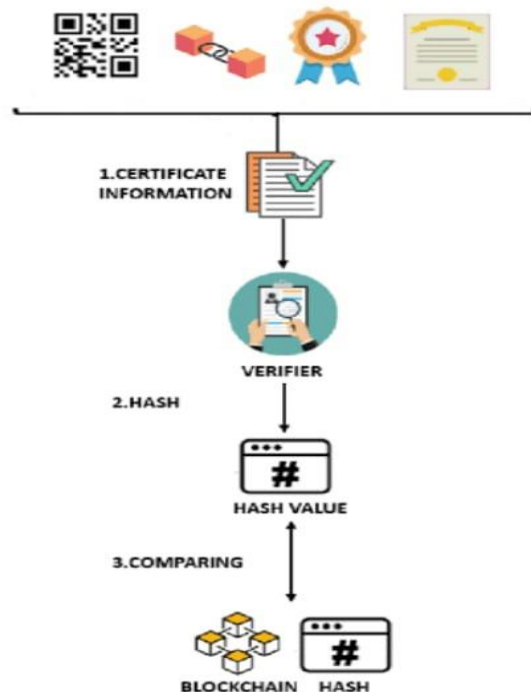 1.CERTIFICATE
INFORMATION
VERIFIER
2.HASH
#
HASH VALUE
3.COMPARING
#
BLOCKCHAIN HASH